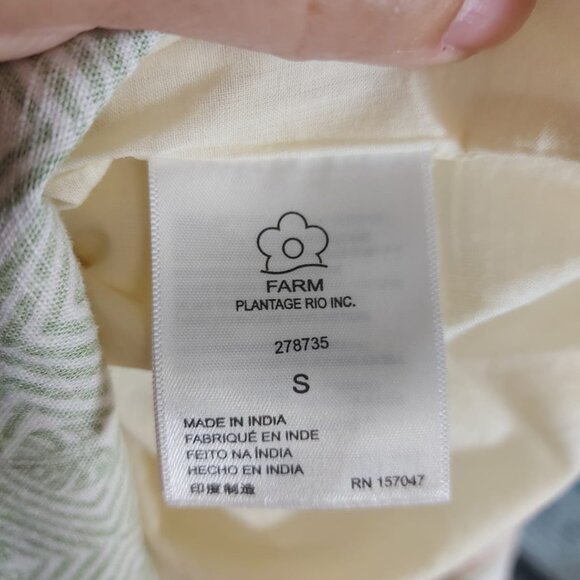 FARM
PLANTAGE RIO INC.
278735
S
MADE IN INDIA
FABRIQUÉ EN INDE
FEITO NA ÍNDIA
HECHO EN INDIA
印度制造
RN 157047